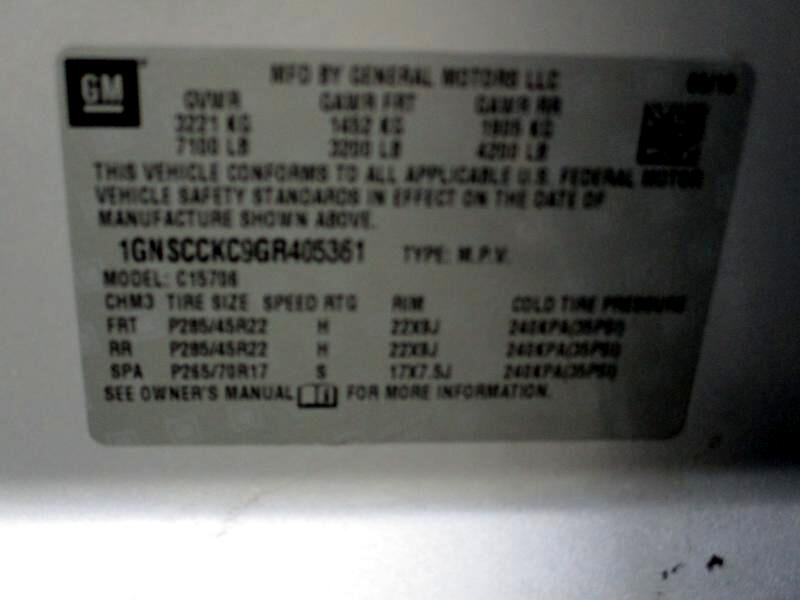 GM
MFD BY GENERAL MOTORS LLC
GVWR GAWR FRT GAWR RR
3221 KG 1452 KG 1905 KG
7100 LB 3200 LB 4200 LB
THIS VEHICLE CONFORMS TO ALL APPLICABLE U.S. FEDERAL MOTOR
VEHICLE SAFETY STANDARDS IN EFFECT ON THE DATE OF
MANUFACTURE SHOWN ABOVE.
1GNSCCKC9GR405361 TYPE: M.P.V.
MODEL: C15706
CHM3 TIRE SIZE SPEED RTG RIM COLD TIRE PRESSURE
FRT P285/45R22 H 22X9J 240KPA(35PSI)
RR P285/45R22 H 22X9J 240KPA(35PSI)
SPA P265/70R17 S 17X7.5J 240KPA(35PSI)
SEE OWNER'S MANUAL FOR MORE INFORMATION.